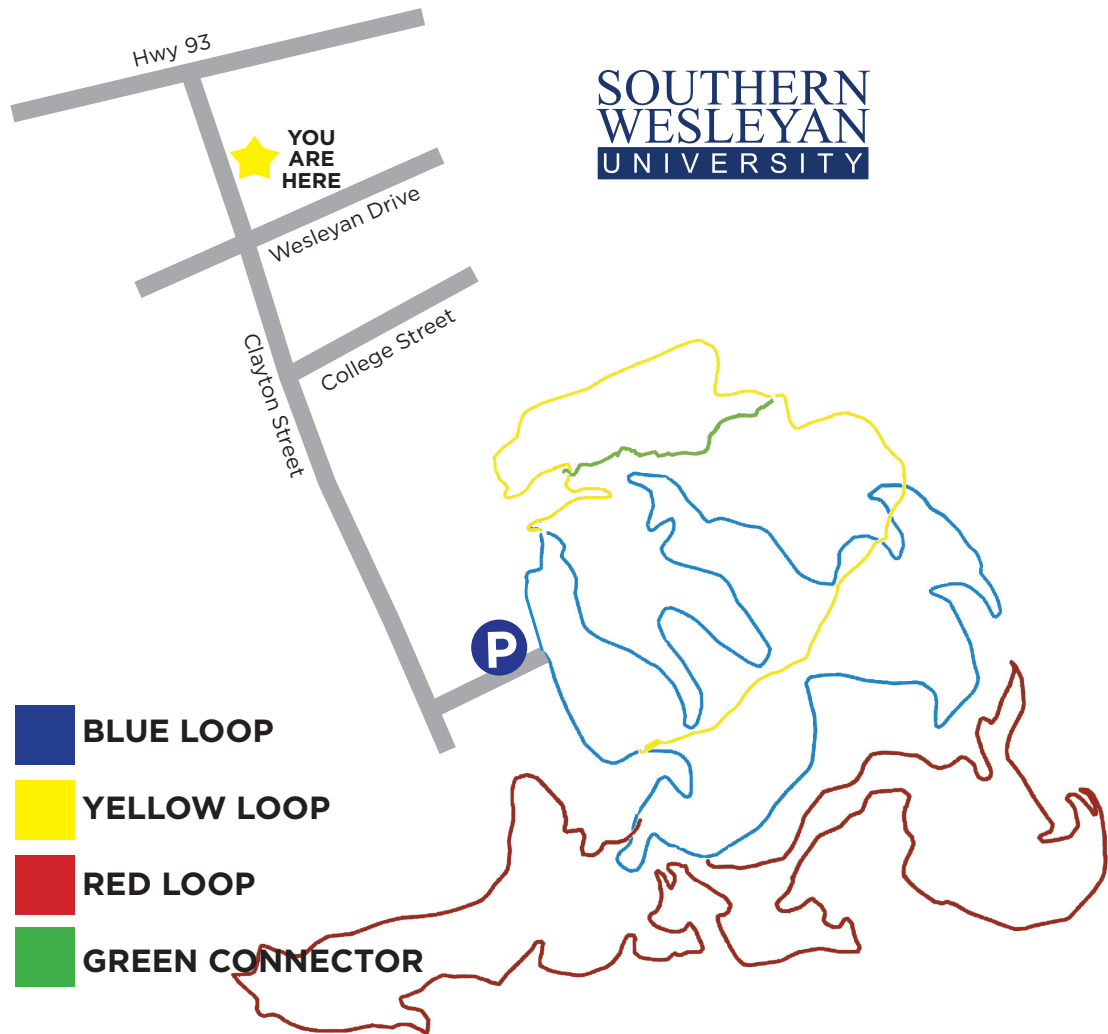 Hwy 93
SOUTHERN
WESLEYAN
UNIVERSITY
YOU
ARE
HERE
Wesleyan Drive
College Street
Clayton Street
P
BLUE LOOP
YELLOW LOOP
RED LOOP
GREEN CONNECTOR